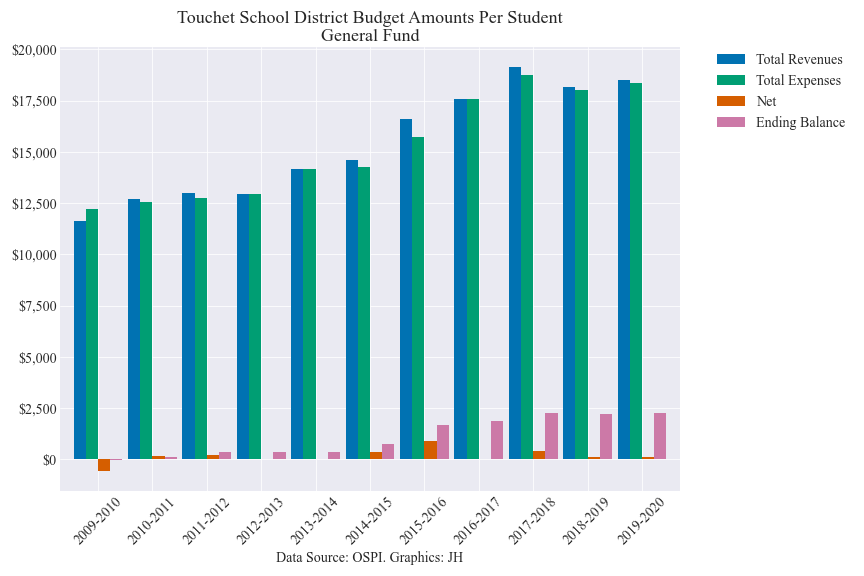 Touchet School District Budget Amounts Per Student
General Fund
$20,000
$17,500
$15,000
$12,500
$10,000
$7,500
$5,000
$2,500
$0
2009-2010
2010-2011
2011-2012
2012-2013
2013-2014
2014-2015
2015-2016
2016-2017
2017-2018
2018-2019
2019-2020
Data Source: OSPI. Graphics: JH
Total Revenues
Total Expenses
Net
Ending Balance